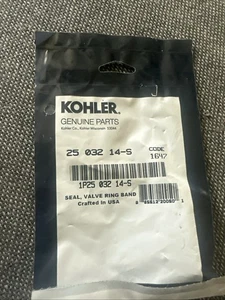 KOHLER.
GENUINE PARTS
Kohler Co., Kohler, Wisconsin 53044
25 032 14-S
CODE
1647
1P25 032 14-S
SEAL, VALVE RING BAND
Crafted In USA